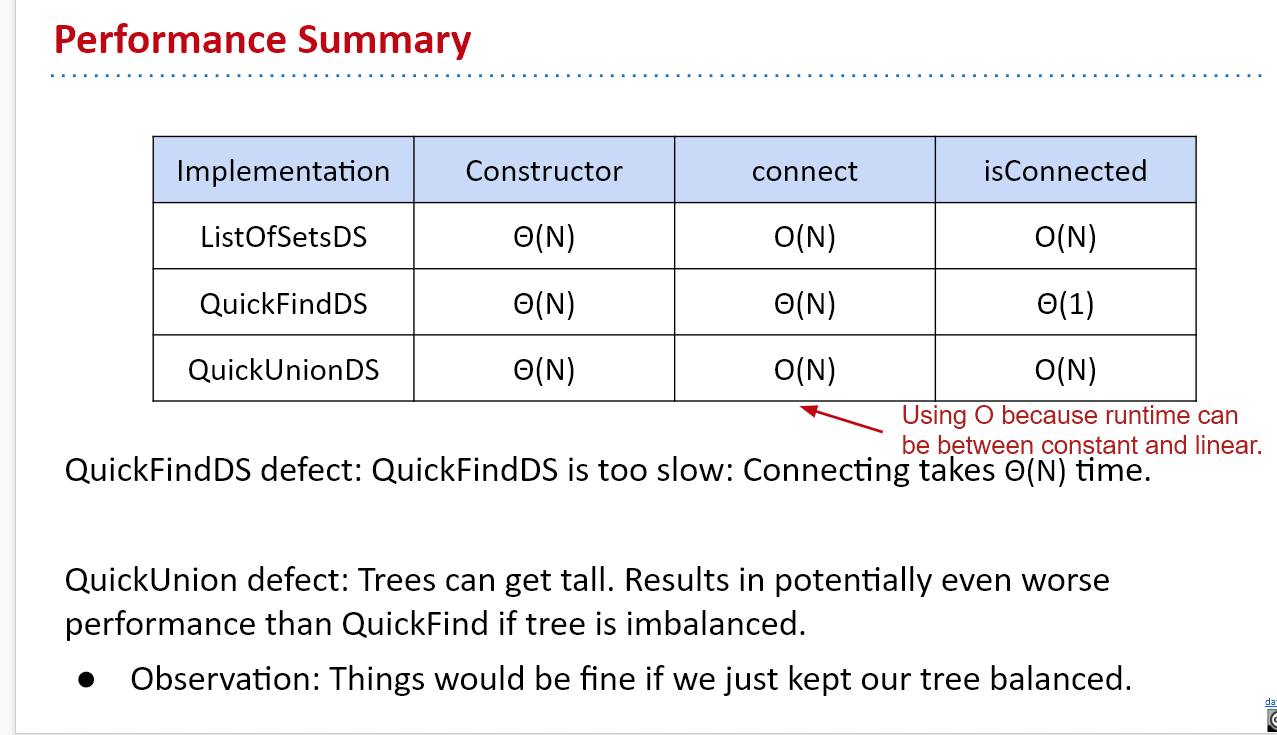 Performance Summary
Implementation Constructor connect isConnected
ListOfSetsDS Θ(N) O(N) O(N)
QuickFindDS Θ(N) Θ(N) Θ(1)
QuickUnionDS Θ(N) O(N) O(N)
Using O because runtime can
be between constant and linear.
QuickFindDS defect: QuickFindDS is too slow: Connecting takes Θ(N) time.
QuickUnion defect: Trees can get tall. Results in potentially even worse
performance than QuickFind if tree is imbalanced.
● Observation: Things would be fine if we just kept our tree balanced.